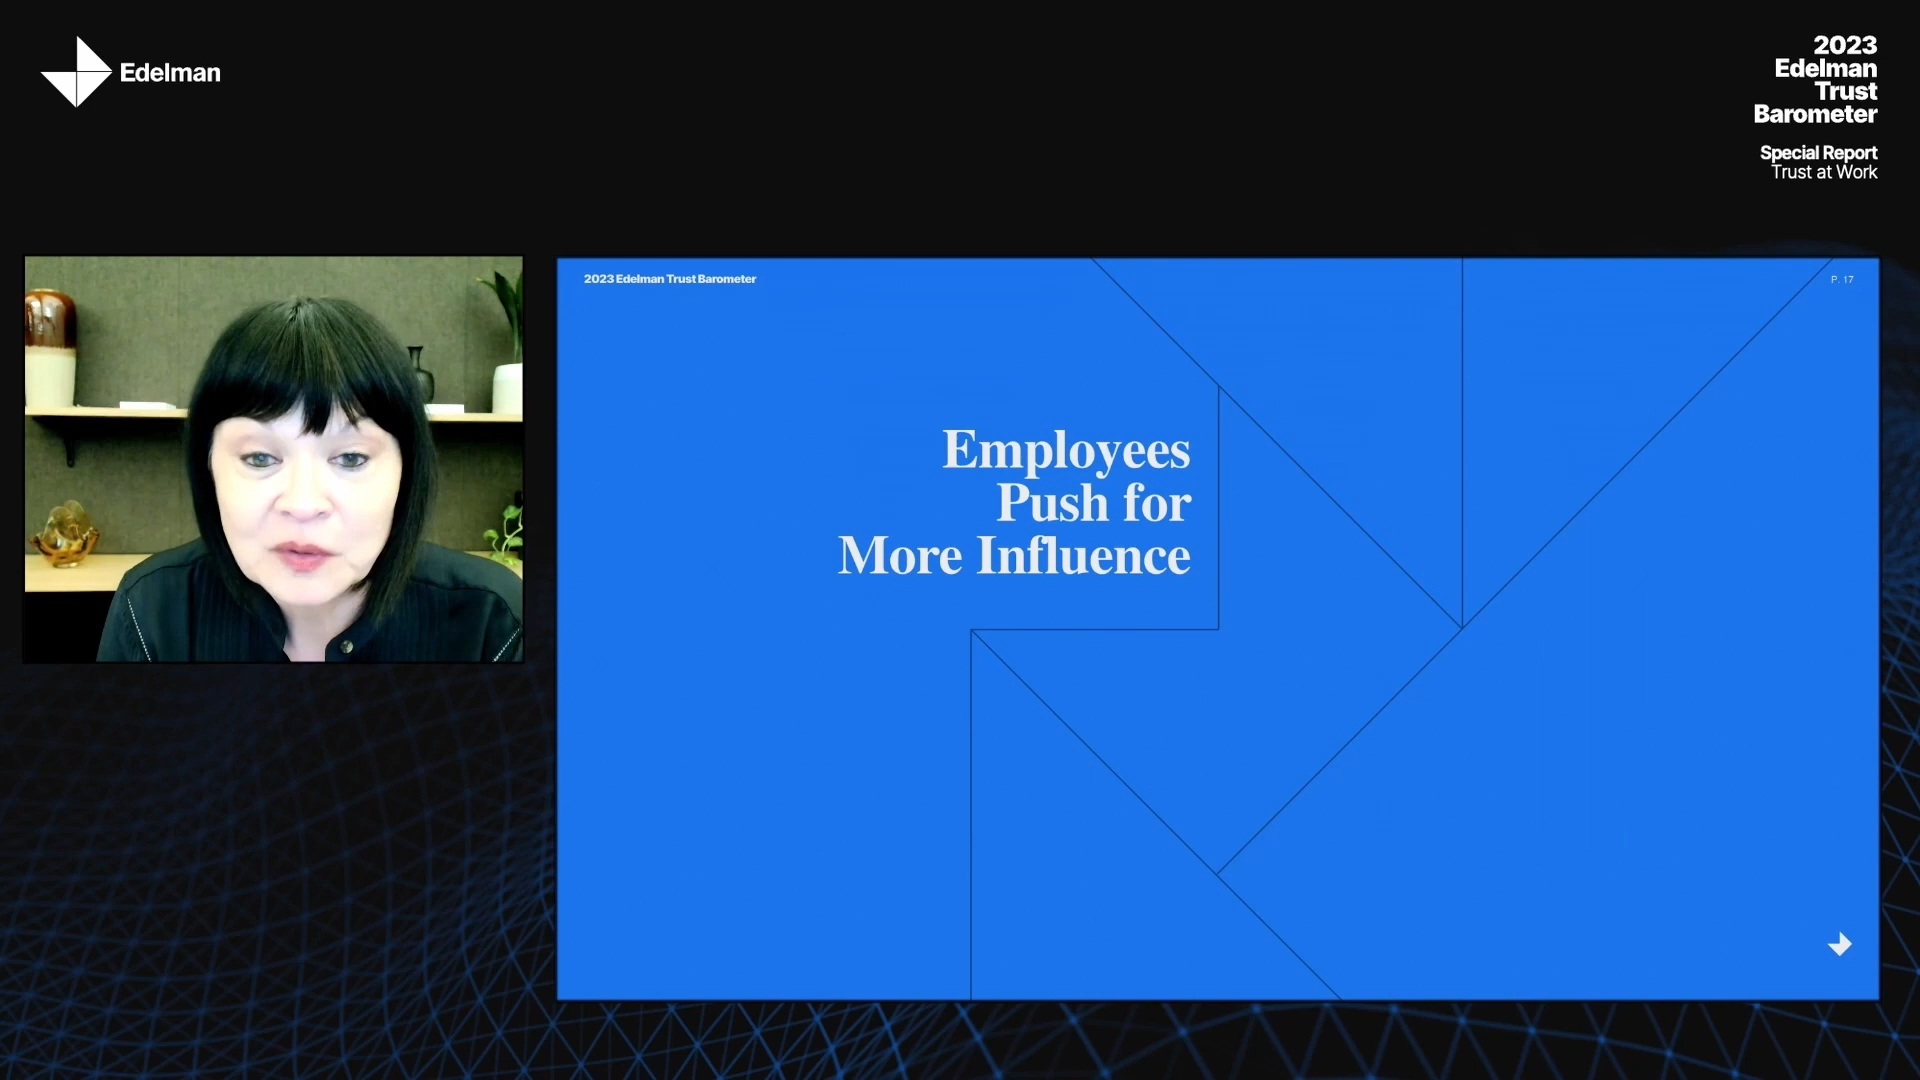 Edelman
2023
Edelman
Trust
Barometer
Special Report
Trust at Work
2023 Edelman Trust Barometer
P. 17
Employees
Push for
More Influence